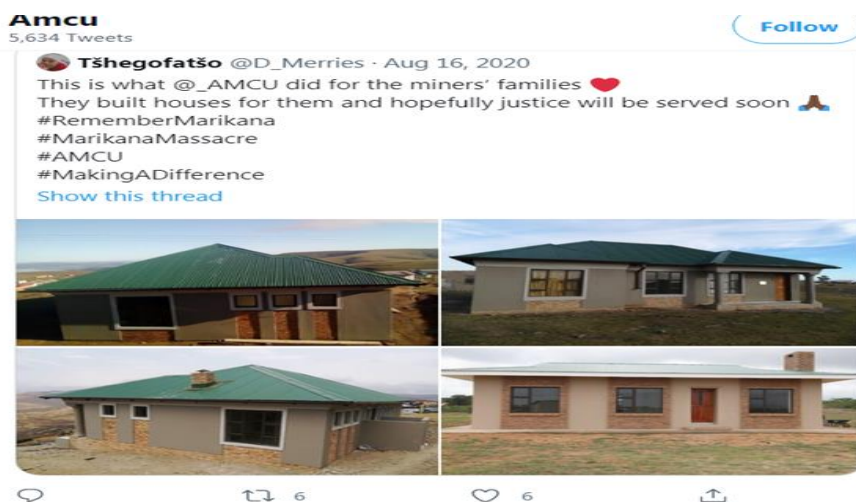 Amcu
5,634 Tweets
Follow
Tšhegofatšo @D_Merries · Aug 16, 2020
This is what @_AMCU did for the miners' families ❤️
They built houses for them and hopefully justice will be served soon 🙏🏾
#RememberMarikana
#MarikanaMassacre
#AMCU
#MakingADifference
Show this thread
6
6